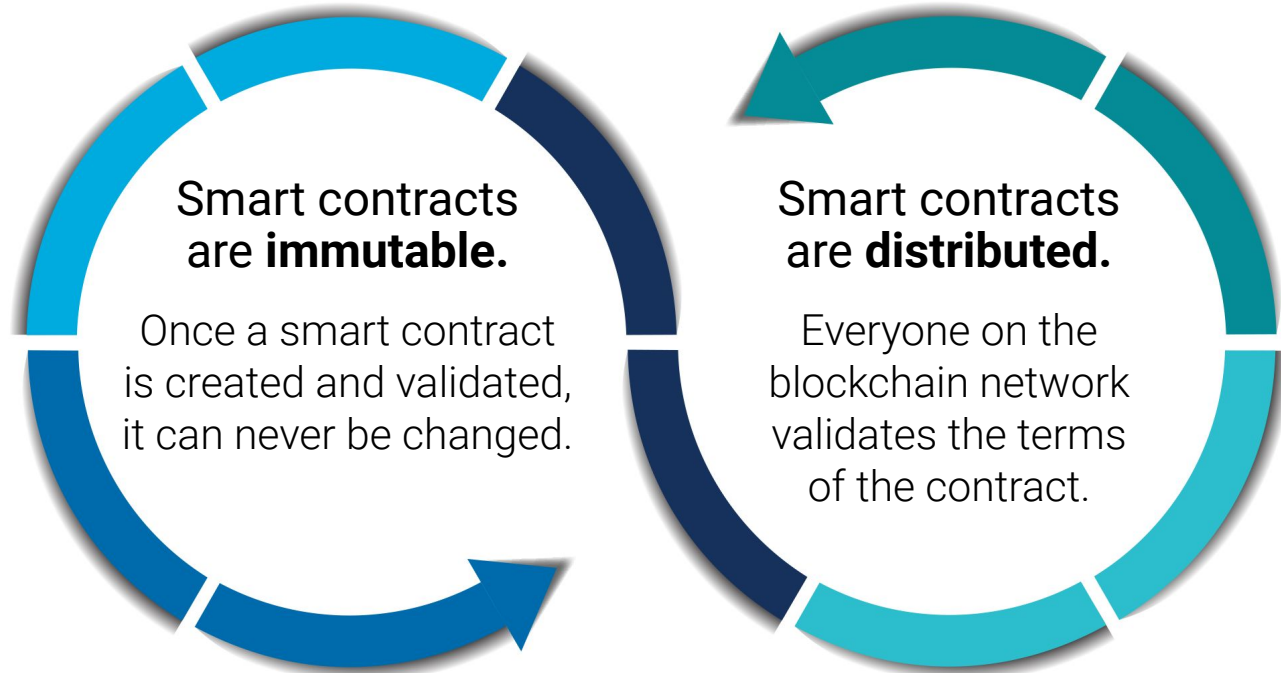 Smart contracts
are immutable.
Once a smart contract
is created and validated,
it can never be changed.
Smart contracts
are distributed.
Everyone on the
blockchain network
validates the terms
of the contract.